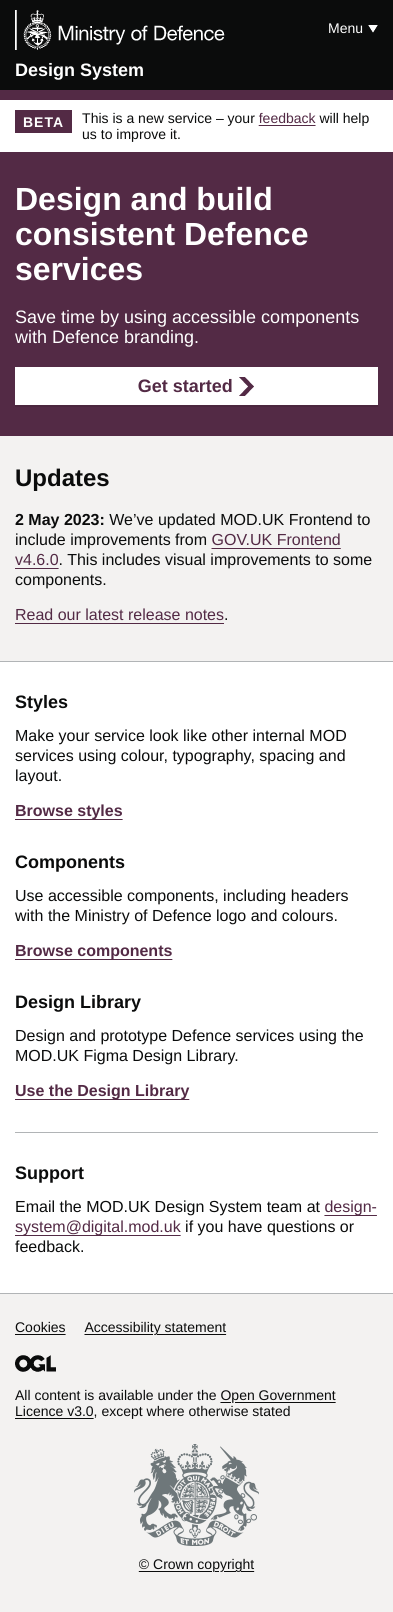 Ministry of Defence
Menu
Design System
BETA
This is a new service – your feedback will help
us to improve it.
Design and build
consistent Defence
services
Save time by using accessible components
with Defence branding.
Get started
Updates
2 May 2023: We’ve updated MOD.UK Frontend to
include improvements from GOV.UK Frontend
v4.6.0. This includes visual improvements to some
components.
Read our latest release notes.
Styles
Make your service look like other internal MOD
services using colour, typography, spacing and
layout.
Browse styles
Components
Use accessible components, including headers
with the Ministry of Defence logo and colours.
Browse components
Design Library
Design and prototype Defence services using the
MOD.UK Figma Design Library.
Use the Design Library
Support
Email the MOD.UK Design System team at design-
system@digital.mod.uk if you have questions or
feedback.
Cookies Accessibility statement
OGL
All content is available under the Open Government
Licence v3.0, except where otherwise stated
DIEU ET MON DROIT
© Crown copyright